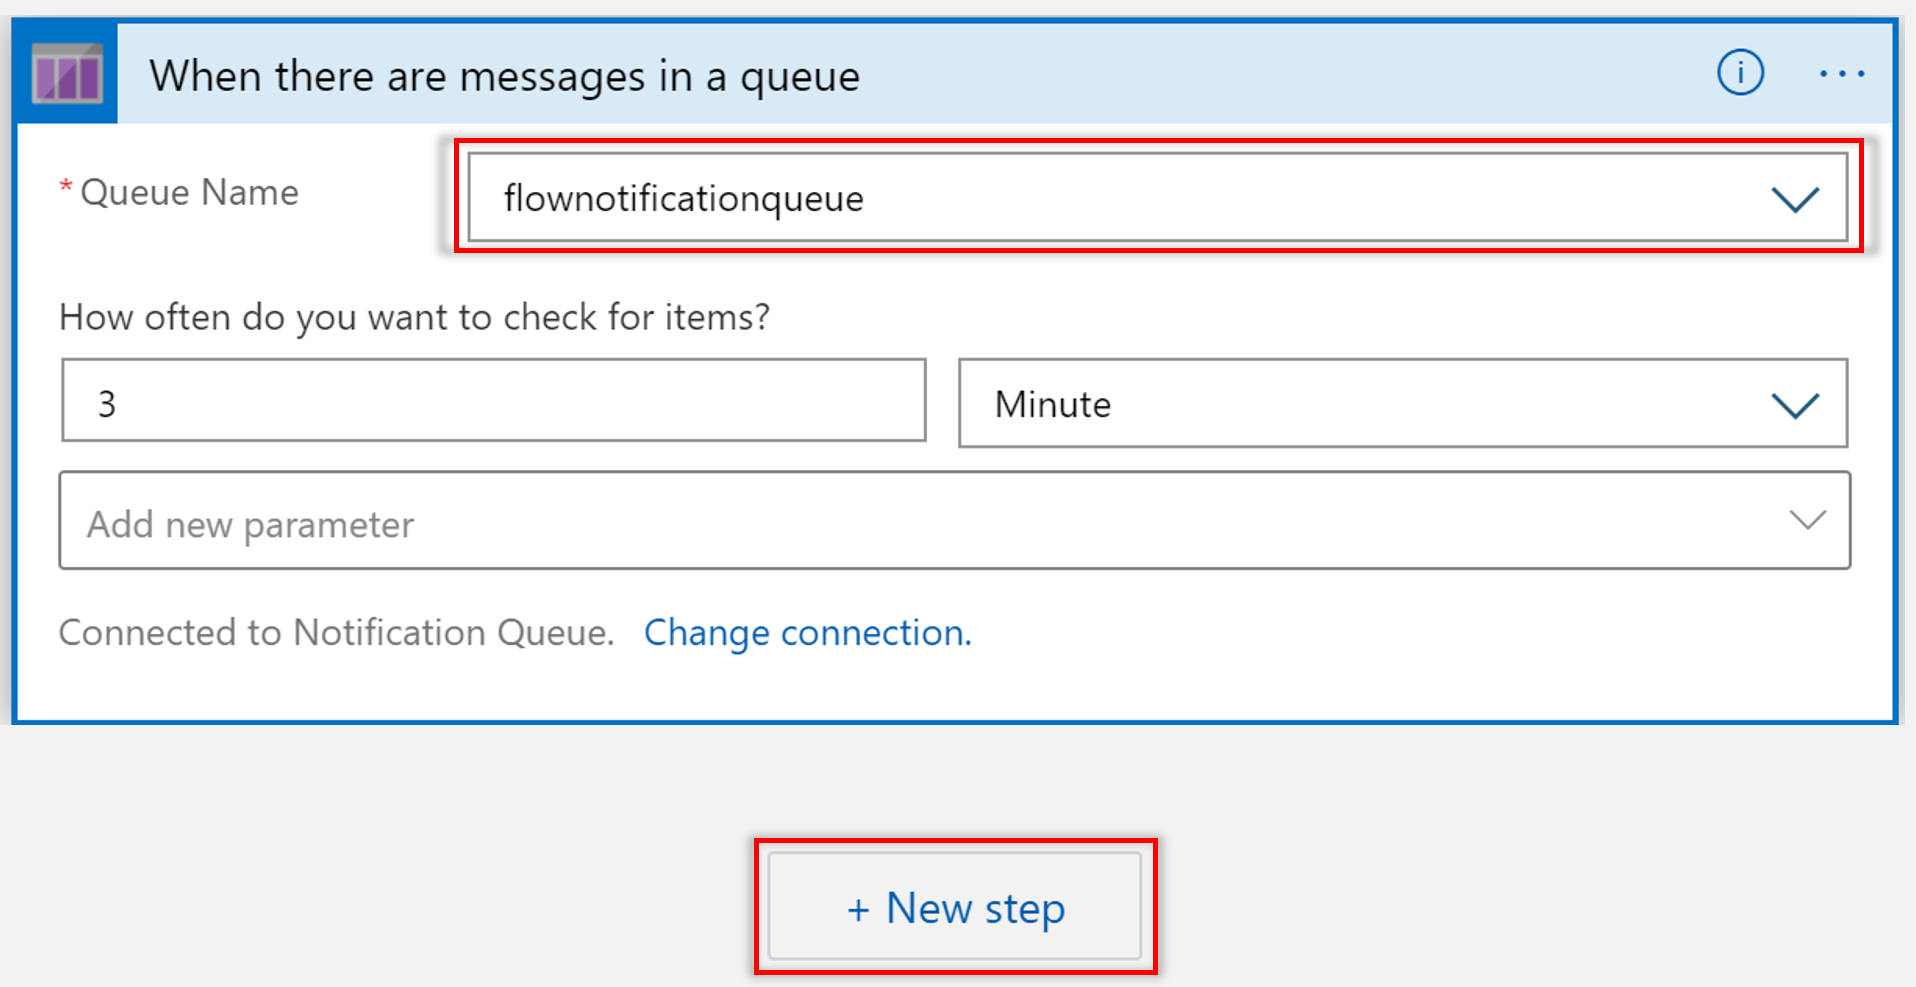 When there are messages in a queue
* Queue Name
flownotificationqueue
How often do you want to check for items?
3
Minute
Add new parameter
Connected to Notification Queue. Change connection.
+ New step